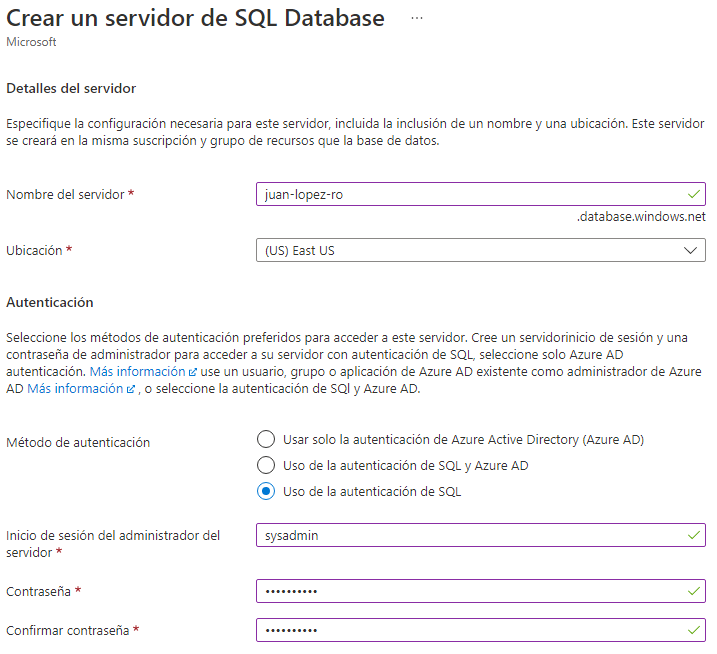 Crear un servidor de SQL Database ...
Microsoft
Detalles del servidor
Especifique la configuración necesaria para este servidor, incluida la inclusión de un nombre y una ubicación. Este servidor
se creará en la misma suscripción y grupo de recursos que la base de datos.
Nombre del servidor *
juan-lopez-ro
.database.windows.net
Ubicación *
(US) East US
Autenticación
Seleccione los métodos de autenticación preferidos para acceder a este servidor. Cree un servidorinicio de sesión y una
contraseña de administrador para acceder a su servidor con autenticación de SQL, seleccione solo Azure AD
autenticación. Más información use un usuario, grupo o aplicación de Azure AD existente como administrador de Azure
AD Más información , o seleccione la autenticación de SQl y Azure AD.
Método de autenticación
Usar solo la autenticación de Azure Active Directory (Azure AD)
Uso de la autenticación de SQL y Azure AD
Uso de la autenticación de SQL
Inicio de sesión del administrador del
servidor *
sysadmin
Contraseña *
••••••••••
Confirmar contraseña *
••••••••••